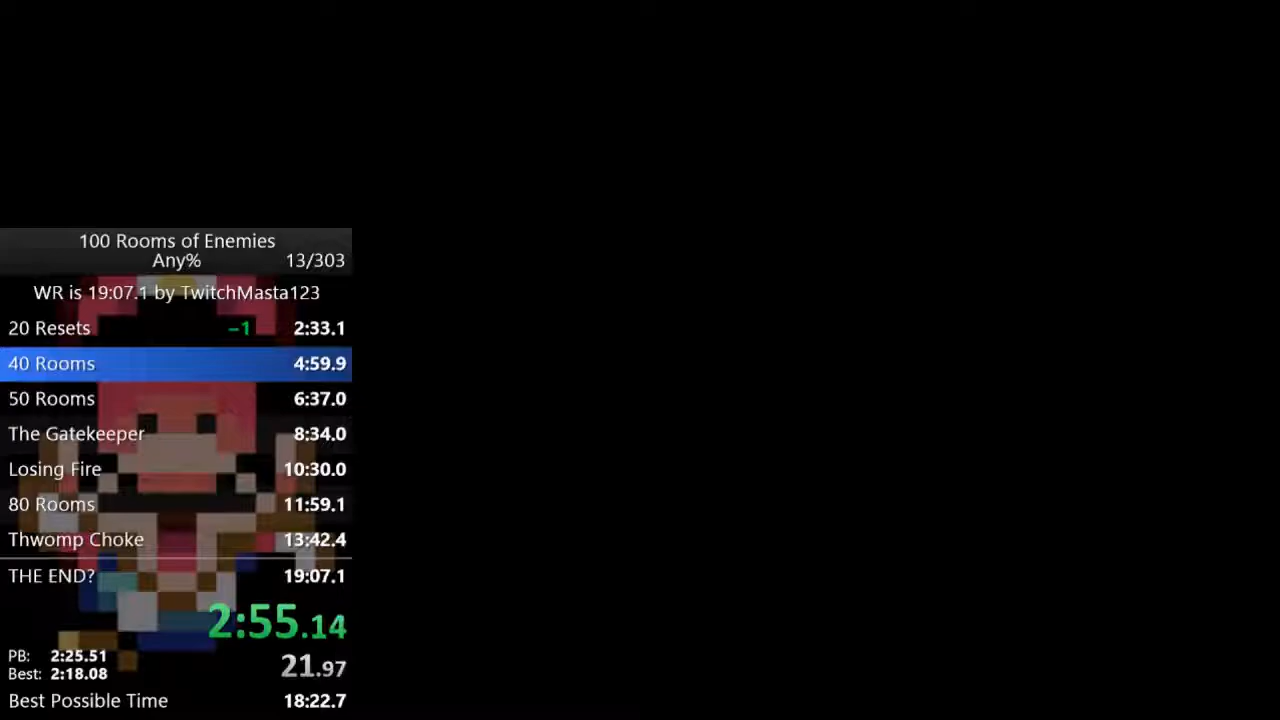 100 Rooms of Enemies
Any% 13/303
WR is 19:07.1 by TwitchMasta123
20 Resets −1 2:33.1
40 Rooms 4:59.9
50 Rooms 6:37.0
The Gatekeeper 8:34.0
Losing Fire 10:30.0
80 Rooms 11:59.1
Thwomp Choke 13:42.4
THE END? 19:07.1
2:55.14
PB: 2:25.51
21.97
Best: 2:18.08
Best Possible Time 18:22.7